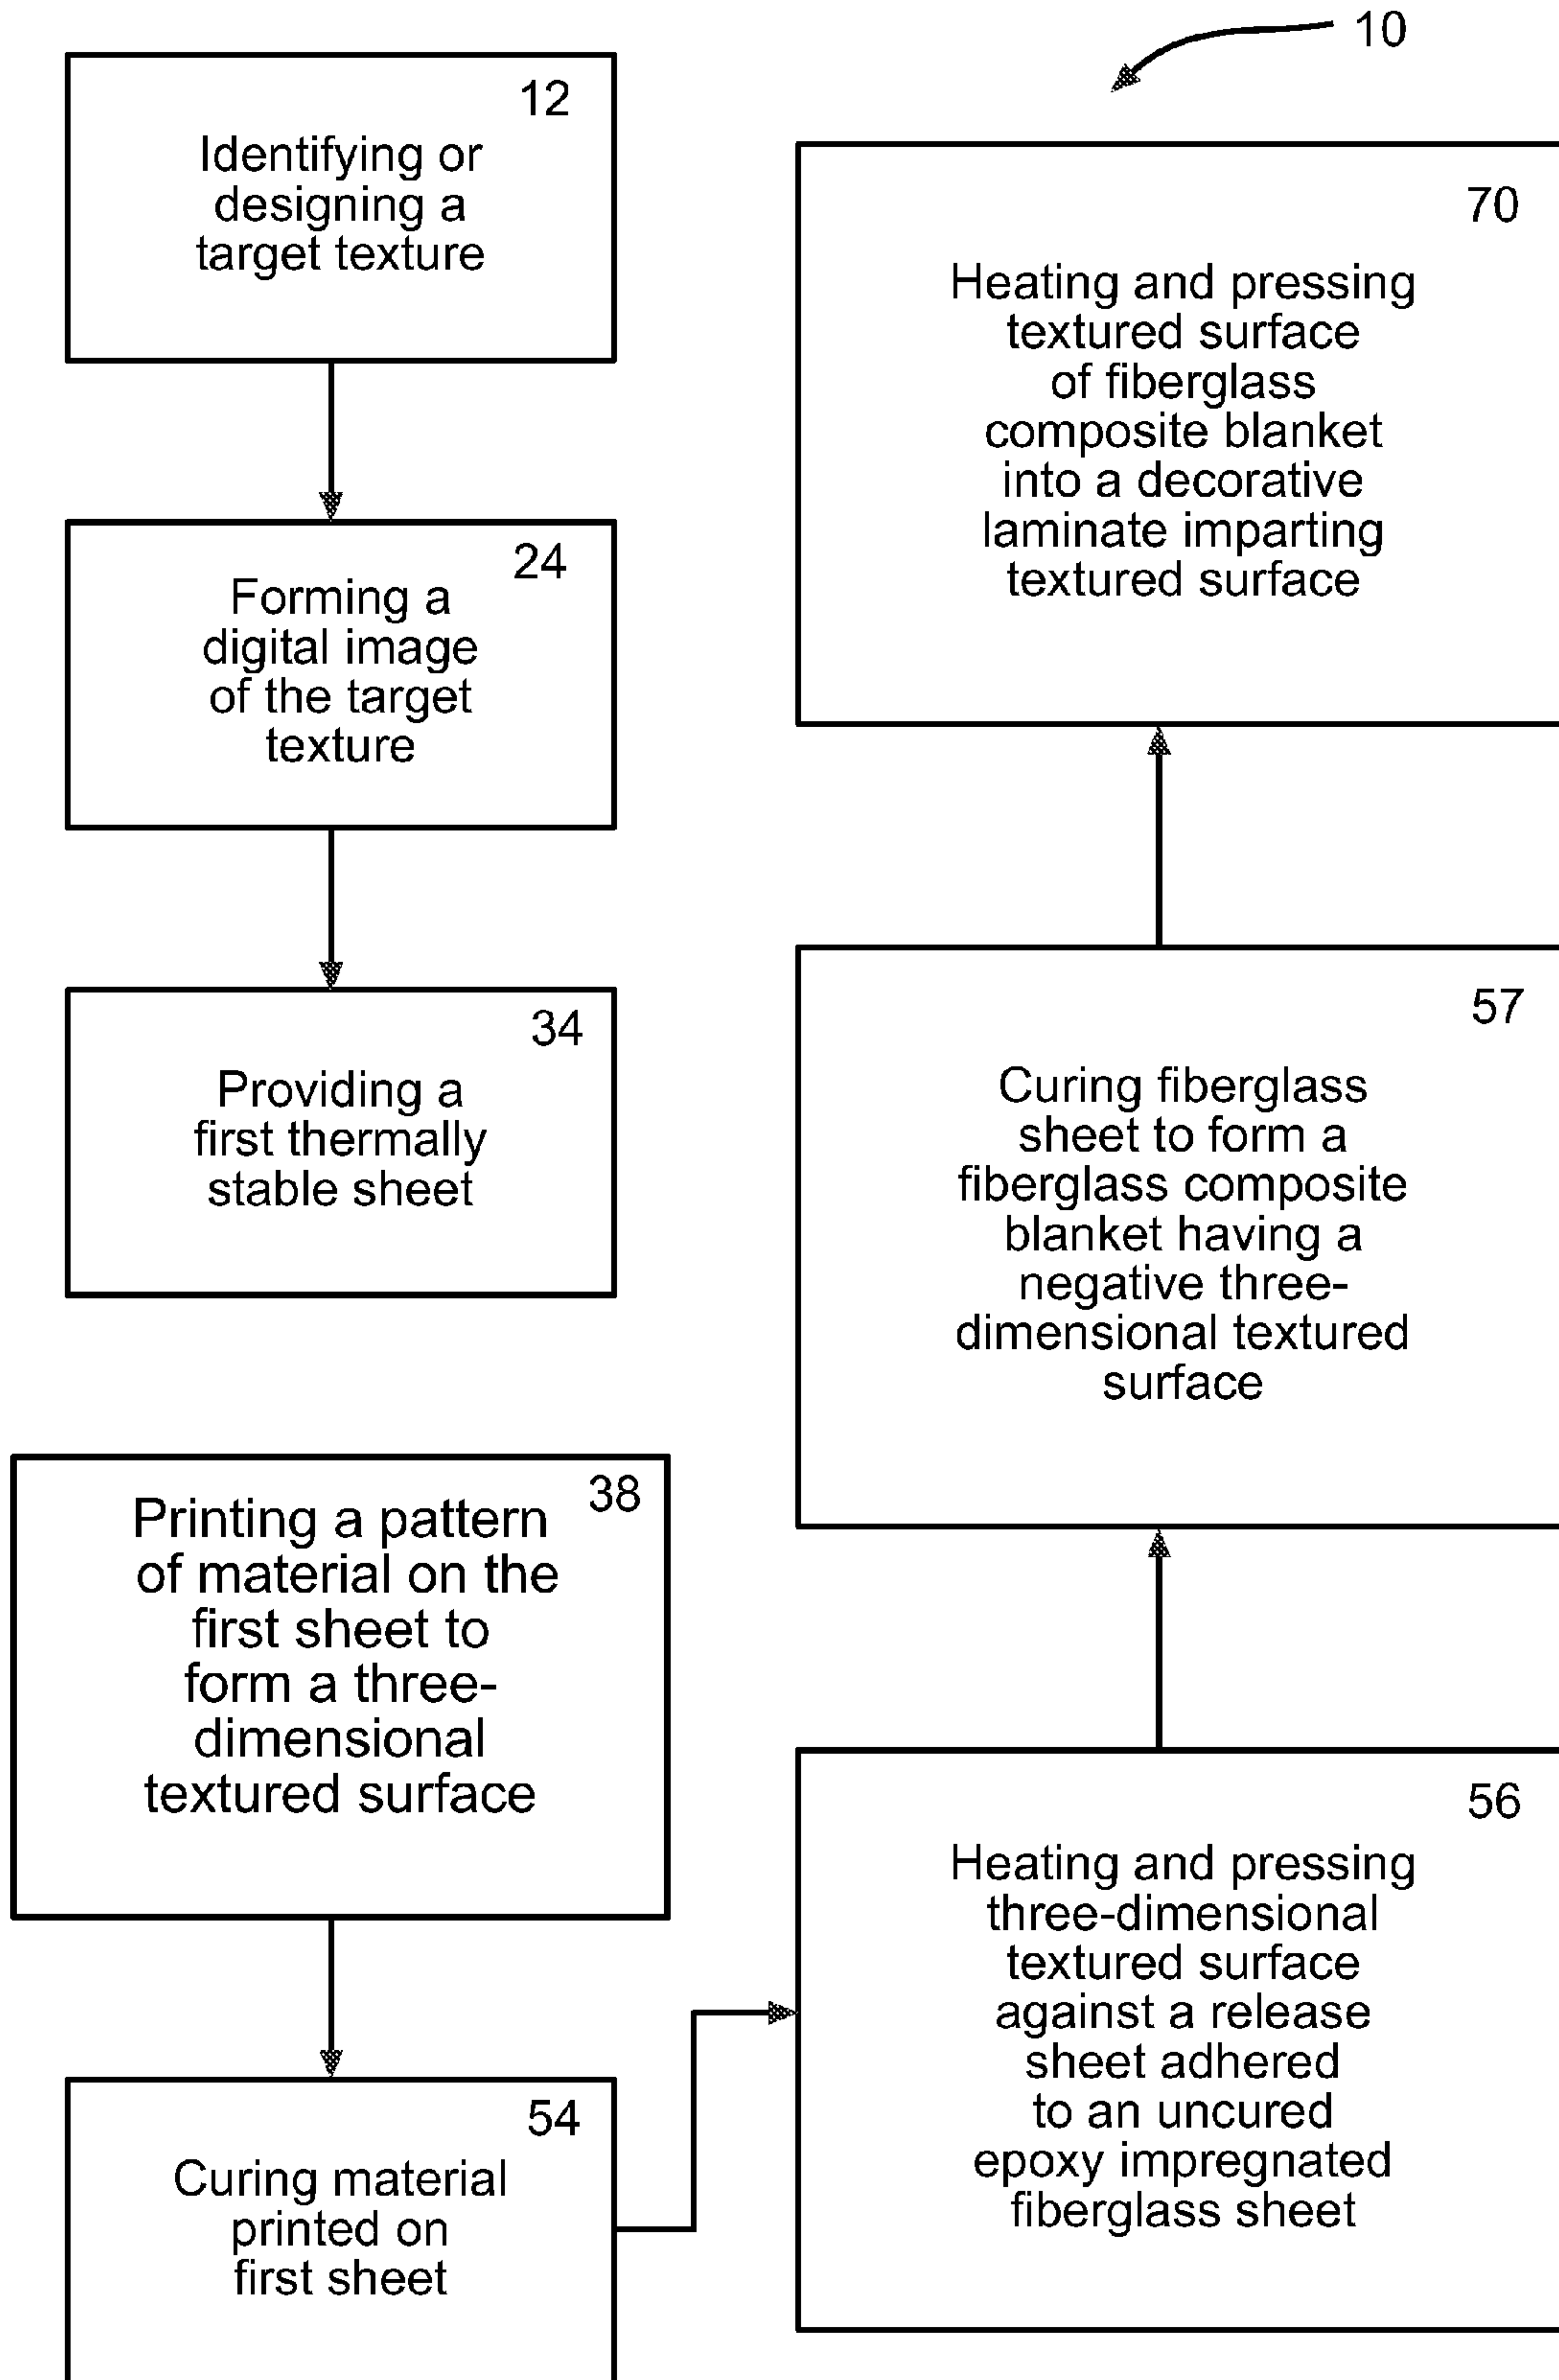 12
Identifying or
designing a
target texture
24
Forming a
digital image
of the target
texture
34
Providing a
first thermally
stable sheet
38
Printing a pattern
of material on the
first sheet to
form a three-
dimensional
textured surface
54
Curing material
printed on
first sheet
56
Heating and pressing
three-dimensional
textured surface
against a release
sheet adhered
to an uncured
epoxy impregnated
fiberglass sheet
57
Curing fiberglass
sheet to form a
fiberglass composite
blanket having a
negative three-
dimensional textured
surface
70
Heating and pressing
textured surface
of fiberglass
composite blanket
into a decorative
laminate imparting
textured surface
10